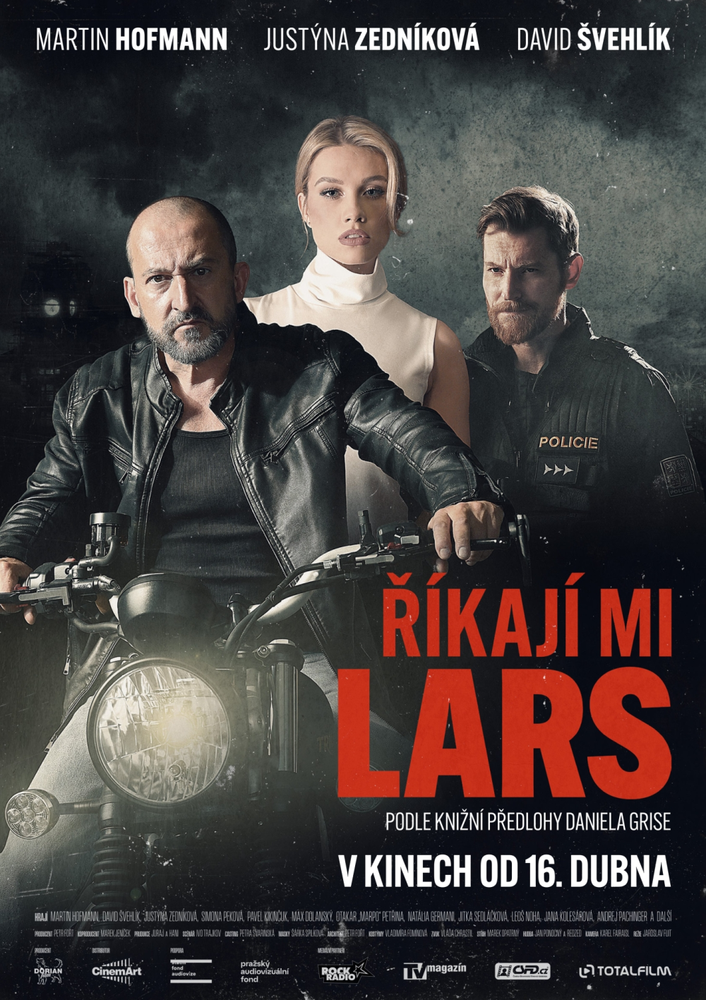 MARTIN HOFMANN JUSTÝNA ZEDNÍKOVÁ DAVID ŠVEHLÍK
POLICIE
ŘÍKAJÍ MI
LARS
PODLE KNIŽNÍ PŘEDLOHY DANIELA GRISE
V KINECH OD 16. DUBNA
HRAJÍ MARTIN HOFMANN, DAVID ŠVEHLÍK, JUSTÝNA ZEDNÍKOVÁ, SIMONA PEKOVÁ, PAVEL KIKINČUK, MAX DOLANSKÝ, OTAKAR „MARPO" PETŘINA, NATÁLIA GERMANI, JITKA SEDLÁČKOVÁ, LEOŠ NOHA, JANA KOLESÁROVÁ, ANDREJ PACHINGER A DALŠÍ
PRODUCENT PETR FORT KOPRODUCENT MAREK JENÍČEK PRODUKCE JURAJ A HANI SCÉNÁŘ IVO TRAJKOV CASTING PETRA ŠVARINSKÁ MASKY ŠÁRKA SPILKOVÁ ARCHITEKT PETR FORT KOSTÝMY VLADIMÍRA FOMINOVÁ ZVUK VLÁĎA CHRASTIL STŘIH MAREK OPATRNÝ HUDBA JAN PONOCNÝ A REDZED KAMERA KAREL FAIRAISL REŽIE JAROSLAV FUIT
PRODUCENT DISTRIBUTOR PODPORA MEDIÁLNÍ PARTNEŘI
DORIAN film CinemArt státní fond audiovize pražský audiovizuální fond ROCK RADIO TV magazín ČSFD.cz TOTALFILM